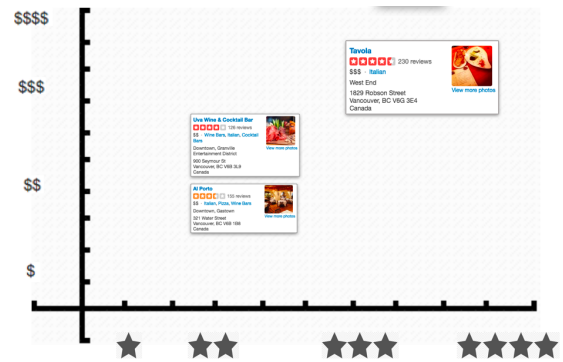 $$$$
Tavola
230 reviews
$$$ · Italian
View more photos
West End
1829 Robson Street
Vancouver, BC V6G 3E4
Canada
$$$
Uva Wine & Cocktail Bar
129 reviews
$$ · Wine Bars, Italian, Cocktail
Bars
View more photos
Downtown, Granville
Entertainment District
900 Seymour St
Vancouver, BC V6B 3L9
Canada
$$
Al Porto
155 reviews
$$ · Italian, Pizza, Wine Bars
Downtown, Gastown
View more photos
321 Water Street
Vancouver, BC V6B 1B8
Canada
$